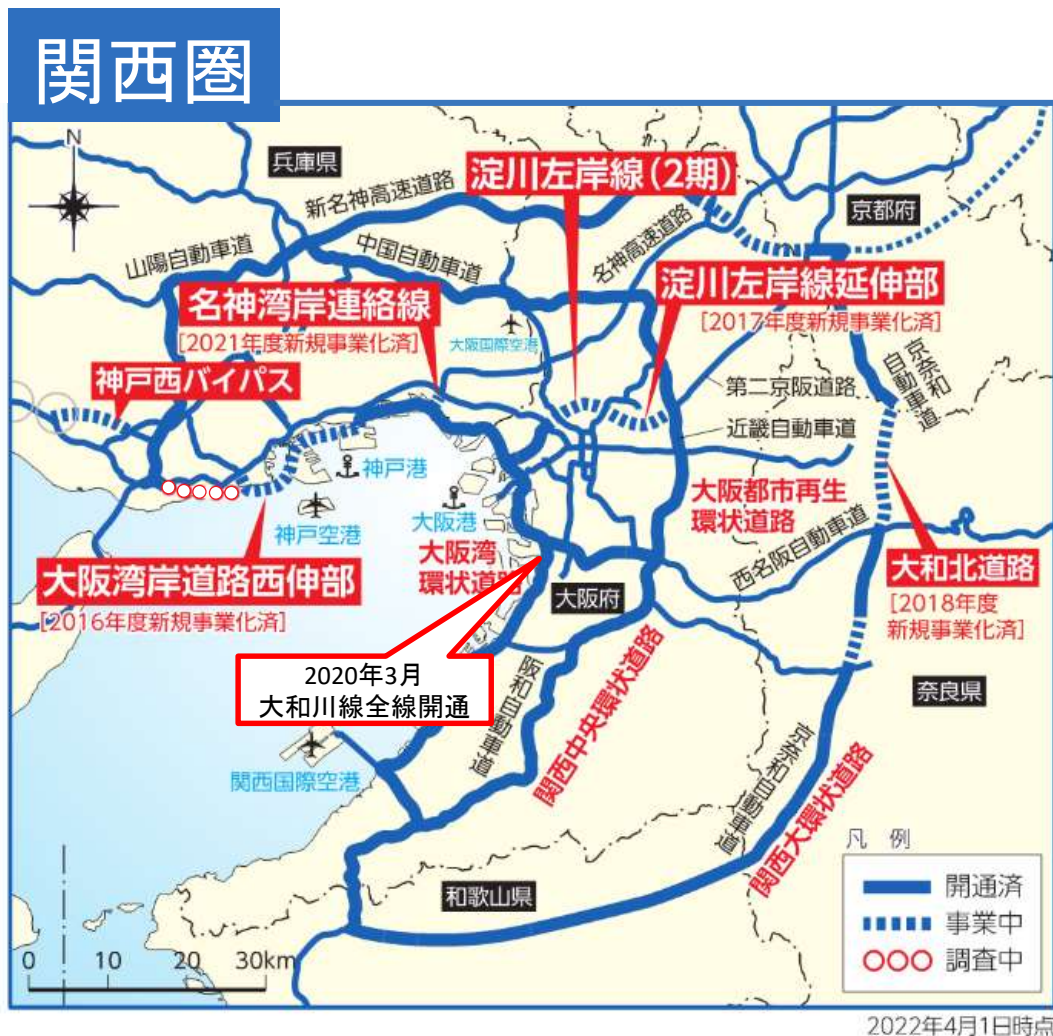 関西圏
N
兵庫県
新名神高速道路
淀川左岸線(2期)
京都府
山陽自動車道
中国自動車道
名神高速道路
名神湾岸連絡線
[2021年度新規事業化済]
大阪国際空港
淀川左岸線延伸部
[2017年度新規事業化済]
神戸西バイパス
第二京阪道路
京奈和
自動車道
近畿自動車道
神戸港
大阪港
神戸空港
大阪都市再生
環状道路
大阪湾
環状道路
西名阪自動車道
大阪湾岸道路西伸部
[2016年度新規事業化済]
大阪府
大和北道路
[2018年度
新規事業化済]
2020年3月
大和川線全線開通
阪和自動車道
関西中央環状道路
奈良県
関西国際空港
京奈和自動車道
関西大環状道路
和歌山県
凡 例
開通済
事業中
調査中
0 10 20 30km
2022年4月1日時点